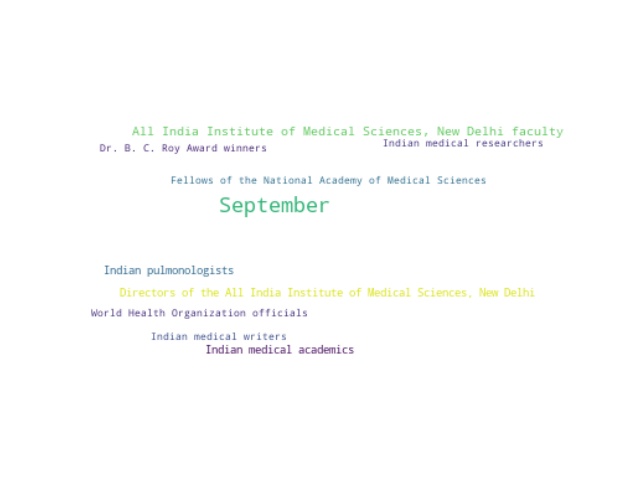 All India Institute of Medical Sciences, New Delhi faculty
Indian medical researchers
Dr. B. C. Roy Award winners
Fellows of the National Academy of Medical Sciences
September
Indian pulmonologists
Directors of the All India Institute of Medical Sciences, New Delhi
World Health Organization officials
Indian medical writers
Indian medical academics